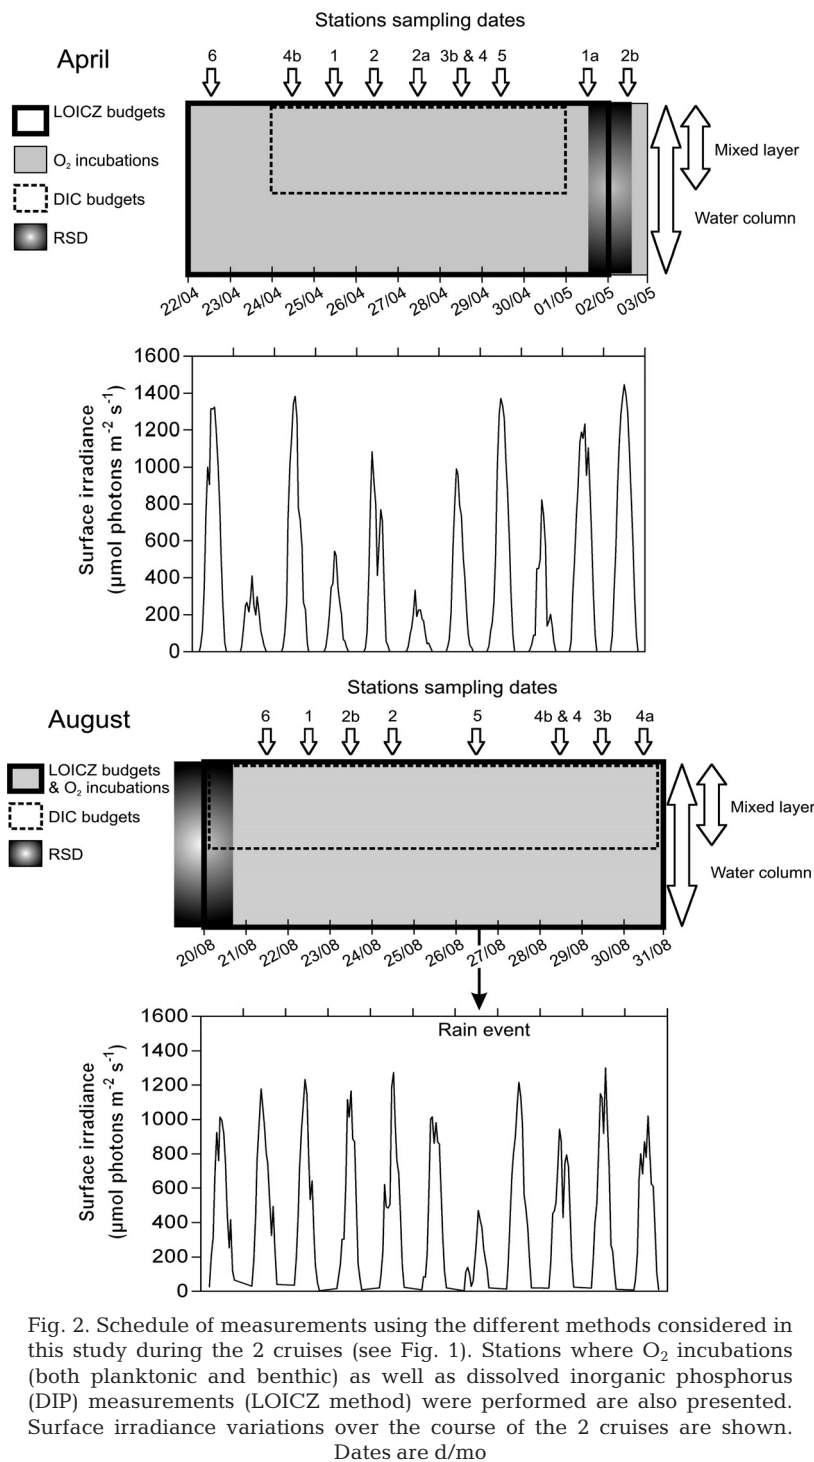 Stations sampling dates
April
6 4b 1 2 2a 3b & 4 5 1a 2b
LOICZ budgets
O2 incubations
DIC budgets
RSD
Mixed layer
Water column
22/04 23/04 24/04 25/04 26/04 27/04 28/04 29/04 30/04 01/05 02/05 03/05
Surface irradiance
(µmol photons m-2 s-1)
1600
1400
1200
1000
800
600
400
200
0
Stations sampling dates
August
6 1 2b 2 5 4b & 4 3b 4a
LOICZ budgets
& O2 incubations
DIC budgets
RSD
Mixed layer
Water column
20/08 21/08 22/08 23/08 24/08 25/08 26/08 27/08 28/08 29/08 30/08 31/08
Rain event
Surface irradiance
(µmol photons m-2 s-1)
1600
1400
1200
1000
800
600
400
200
0
Fig. 2. Schedule of measurements using the different methods considered in
this study during the 2 cruises (see Fig. 1). Stations where O2 incubations
(both planktonic and benthic) as well as dissolved inorganic phosphorus
(DIP) measurements (LOICZ method) were performed are also presented.
Surface irradiance variations over the course of the 2 cruises are shown.
Dates are d/mo